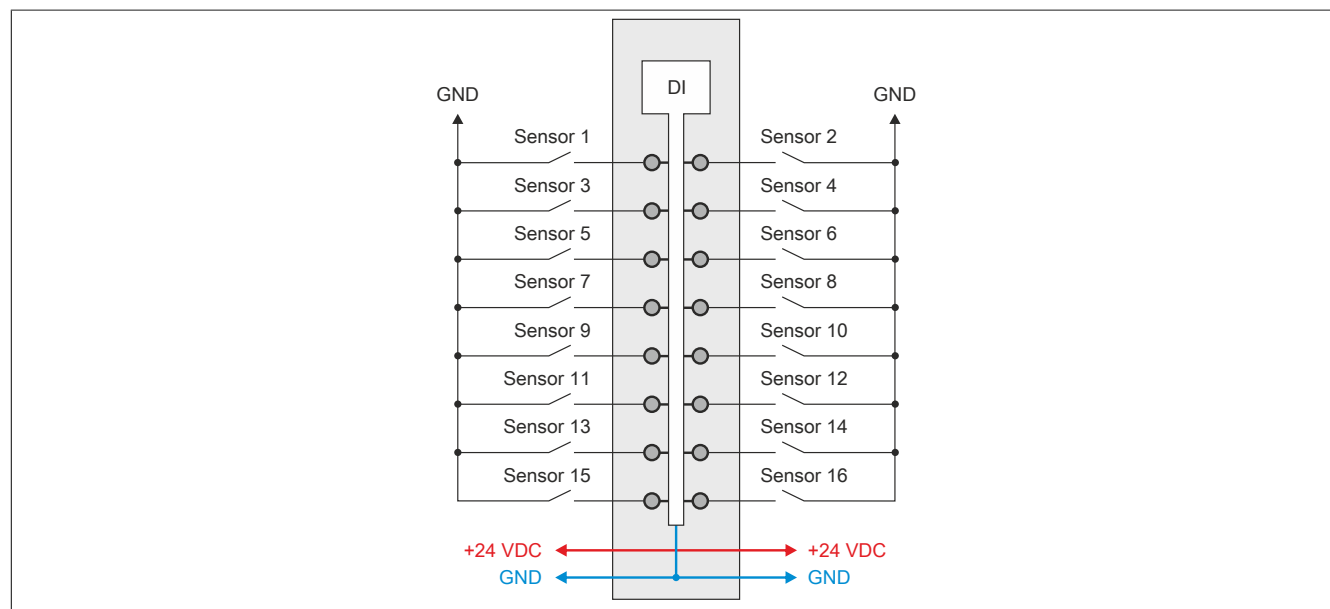 DI
GND GND
Sensor 1 Sensor 2
Sensor 3 Sensor 4
Sensor 5 Sensor 6
Sensor 7 Sensor 8
Sensor 9 Sensor 10
Sensor 11 Sensor 12
Sensor 13 Sensor 14
Sensor 15 Sensor 16
+24 VDC +24 VDC
GND GND